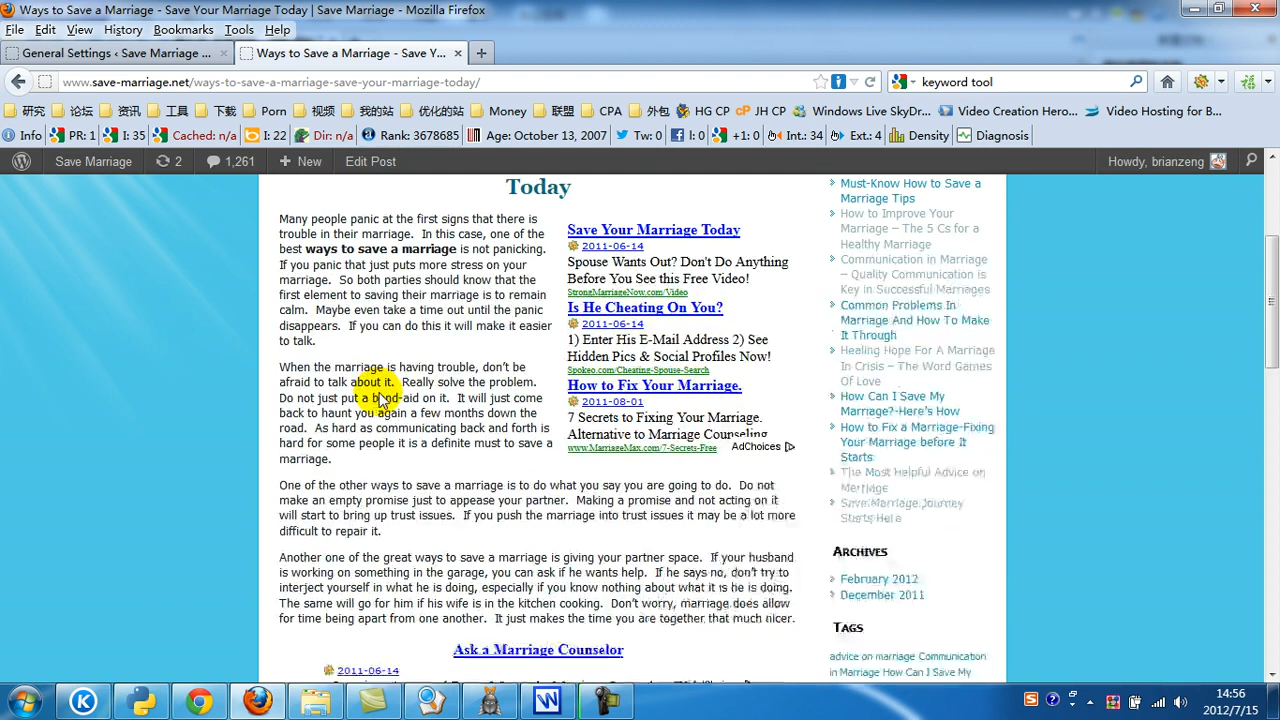 Ways to Save a Marriage - Save Your Marriage Today | Save Marriage - Mozilla Firefox
File Edit View History Bookmarks Tools Help
General Settings ‹ Save Marriage ... × Ways to Save a Marriage - Save Y... × +
www.save-marriage.net/ways-to-save-a-marriage-save-your-marriage-today/ keyword tool
研究 论坛 资讯 工具 下载 Porn 视频 我的站 优化的站 Money 联盟 CPA 外包 HG CP JH CP Windows Live SkyDr... Video Creation Hero... Video Hosting for B...
Info PR: 1 I: 35 Cached: n/a I: 22 Dir: n/a Rank: 3678685 Age: October 13, 2007 Tw: 0 I: 0 +1: 0 Int.: 34 Ext.: 4 Density Diagnosis
Save Marriage 2 1,261 + New Edit Post Howdy, brianzeng
Today
Many people panic at the first signs that there is
trouble in their marriage. In this case, one of the
best ways to save a marriage is not panicking.
If you panic that just puts more stress on your
marriage. So both parties should know that the
first element to saving their marriage is to remain
calm. Maybe even take a time out until the panic
disappears. If you can do this it will make it easier
to talk.
Save Your Marriage Today
2011-06-14
Spouse Wants Out? Don't Do Anything
Before You See this Free Video!
StrongMarriageNow.com/Video
Is He Cheating On You?
2011-06-14
1) Enter His E-Mail Address 2) See
Hidden Pics & Social Profiles Now!
Spokeo.com/Cheating-Spouse-Search
How to Fix Your Marriage.
2011-08-01
7 Secrets to Fixing Your Marriage.
Alternative to Marriage Counseling
www.MarriageMax.com/7-Secrets-Free AdChoices
When the marriage is having trouble, don't be
afraid to talk about it. Really solve the problem.
Do not just put a band-aid on it. It will just come
back to haunt you again a few months down the
road. As hard as communicating back and forth is
hard for some people it is a definite must to save a
marriage.
One of the other ways to save a marriage is to do what you say you are going to do. Do not
make an empty promise just to appease your partner. Making a promise and not acting on it
will start to bring up trust issues. If you push the marriage into trust issues it may be a lot more
difficult to repair it.
Another one of the great ways to save a marriage is giving your partner space. If your husband
is working on something in the garage, you can ask if he wants help. If he says no, don't try to
interject yourself in what he is doing, especially if you know nothing about what it is he is doing.
The same will go for him if his wife is in the kitchen cooking. Don't worry, marriage does allow
for time being apart from one another. It just makes the time you are together that much nicer.
Ask a Marriage Counselor
2011-06-14
Must-Know How to Save a
Marriage Tips
How to Improve Your
Marriage – The 5 Cs for a
Healthy Marriage
Communication in Marriage
– Quality Communication is
Key in Successful Marriages
Common Problems In
Marriage And How To Make
It Through
Healing Hope For A Marriage
In Crisis – The Word Games
Of Love
How Can I Save My
Marriage?-Here's How
How to Fix a Marriage-Fixing
Your Marriage before It
Starts
The Most Helpful Advice on
Marriage
Save Marriage Journey
Starts Here
Archives
February 2012
December 2011
Tags
advice on marriage Communication
in Marriage How Can I Save My
14:56
2012/7/15